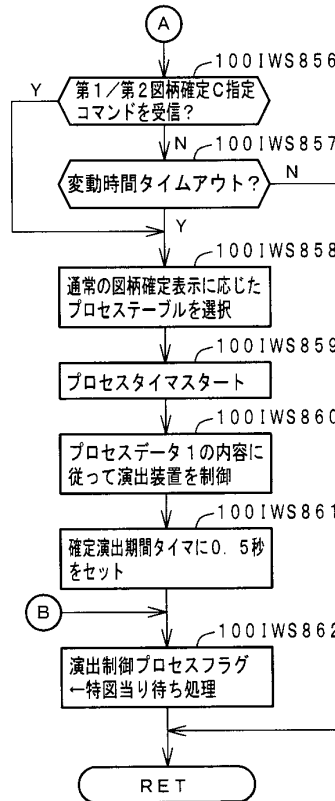 A
100IWS856
第1／第2図柄確定C指定
コマンドを受信？
Y
N
100IWS857
変動時間タイムアウト？
N
Y
100IWS858
通常の図柄確定表示に応じた
プロセステーブルを選択
100IWS859
プロセスタイマスタート
100IWS860
プロセスデータ1の内容に
従って演出装置を制御
100IWS861
確定演出期間タイマに0．5秒
をセット
B
100IWS862
演出制御プロセスフラグ
←特図当り待ち処理
RET